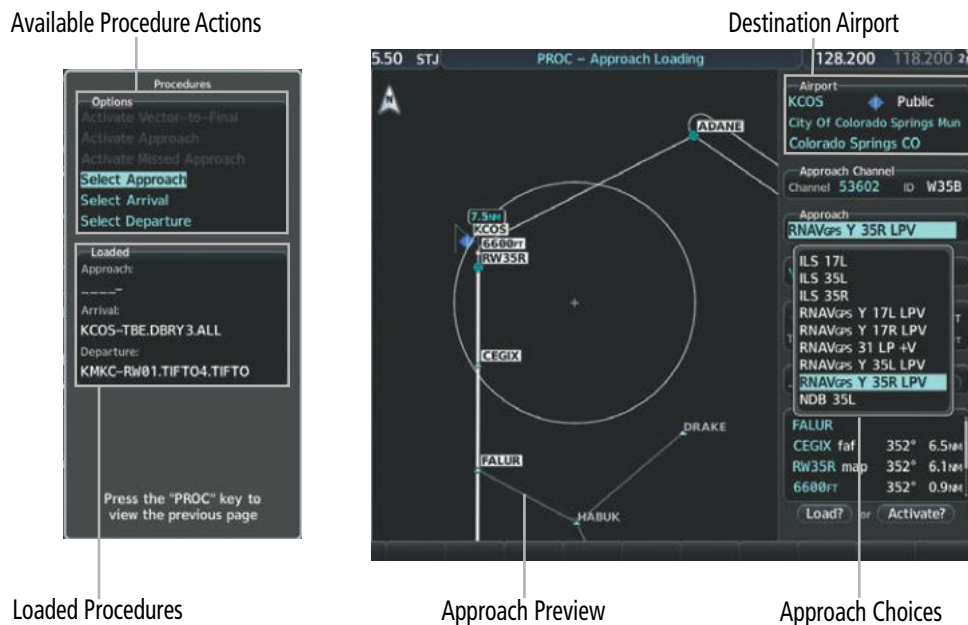 Available Procedure Actions
Destination Airport
Procedures
Options
Activate Vector-to-Final
Activate Approach
Activate Missed Approach
Select Approach
Select Arrival
Select Departure
Loaded
Approach:
____-
Arrival:
KCOS-TBE.DBRY3.ALL
Departure:
KMKC-RW01.TIFTO4.TIFTO
Press the "PROC" key to
view the previous page
5.50 STJ PROC – Approach Loading 128.200 118.200
N
ADANE
7.5NM
KCOS
6600FT
RW35R
CEGIX
FALUR
DRAKE
HABUK
Airport
KCOS Public
City Of Colorado Springs Mun
Colorado Springs CO
Approach Channel
Channel 53602 ID W35B
Approach
RNAVGPS Y 35R LPV
ILS 17L
ILS 35L
ILS 35R
RNAVGPS Y 17L LPV
RNAVGPS Y 17R LPV
RNAVGPS 31 LP +V
RNAVGPS Y 35L LPV
RNAVGPS Y 35R LPV
NDB 35L
FALUR
CEGIX faf 352° 6.5NM
RW35R map 352° 6.1NM
6600FT 352° 0.9NM
Load? or Activate?
Loaded Procedures
Approach Preview
Approach Choices